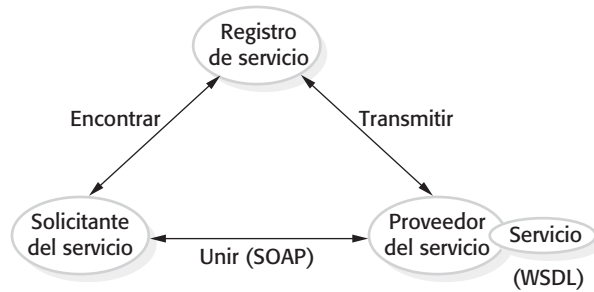 Registro
de servicio
Encontrar
Transmitir
Solicitante
del servicio
Unir (SOAP)
Proveedor
del servicio
Servicio
(WSDL)